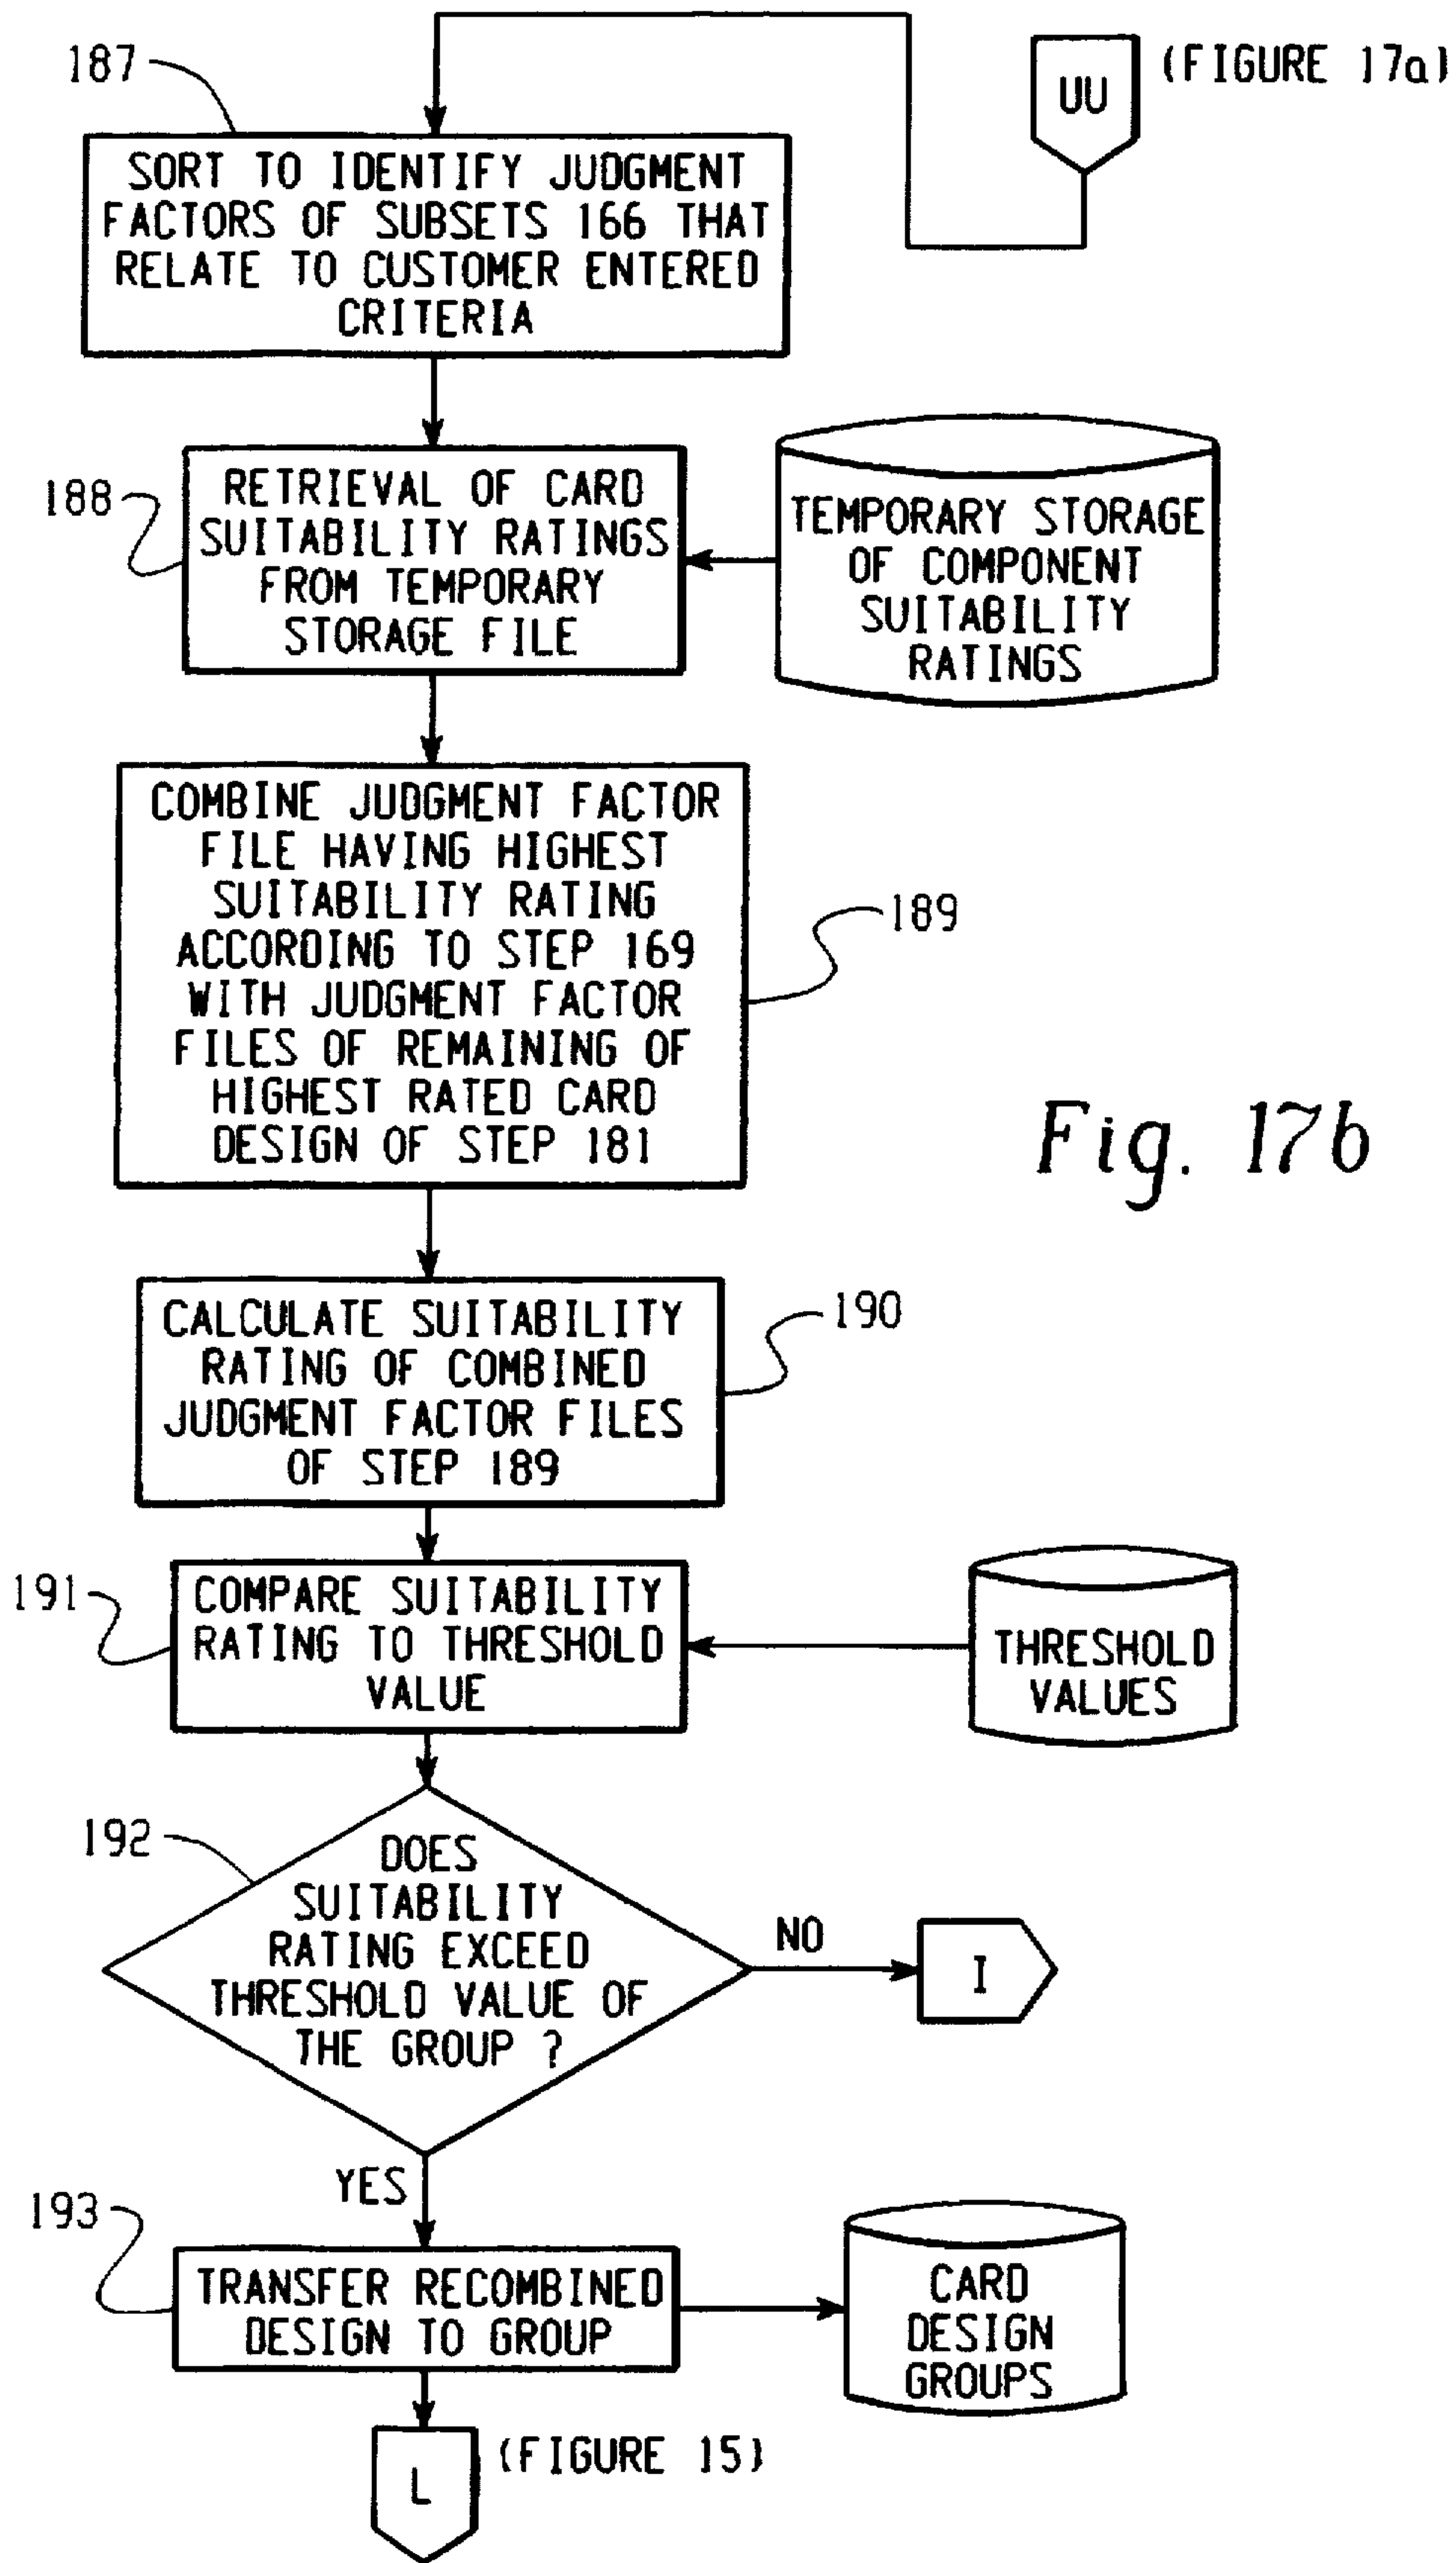 UU
(FIGURE 17a)
187
SORT TO IDENTIFY JUDGMENT
FACTORS OF SUBSETS 166 THAT
RELATE TO CUSTOMER ENTERED
CRITERIA
188
RETRIEVAL OF CARD
SUITABILITY RATINGS
FROM TEMPORARY
STORAGE FILE
TEMPORARY STORAGE
OF COMPONENT
SUITABILITY
RATINGS
COMBINE JUDGMENT FACTOR
FILE HAVING HIGHEST
SUITABILITY RATING
ACCORDING TO STEP 169
WITH JUDGMENT FACTOR
FILES OF REMAINING OF
HIGHEST RATED CARD
DESIGN OF STEP 181
189
Fig. 17b
CALCULATE SUITABILITY
RATING OF COMBINED
JUDGMENT FACTOR FILES
OF STEP 189
190
191
COMPARE SUITABILITY
RATING TO THRESHOLD
VALUE
THRESHOLD
VALUES
192
DOES
SUITABILITY
RATING EXCEED
THRESHOLD VALUE OF
THE GROUP ?
NO
I
YES
193
TRANSFER RECOMBINED
DESIGN TO GROUP
CARD
DESIGN
GROUPS
L
(FIGURE 15)